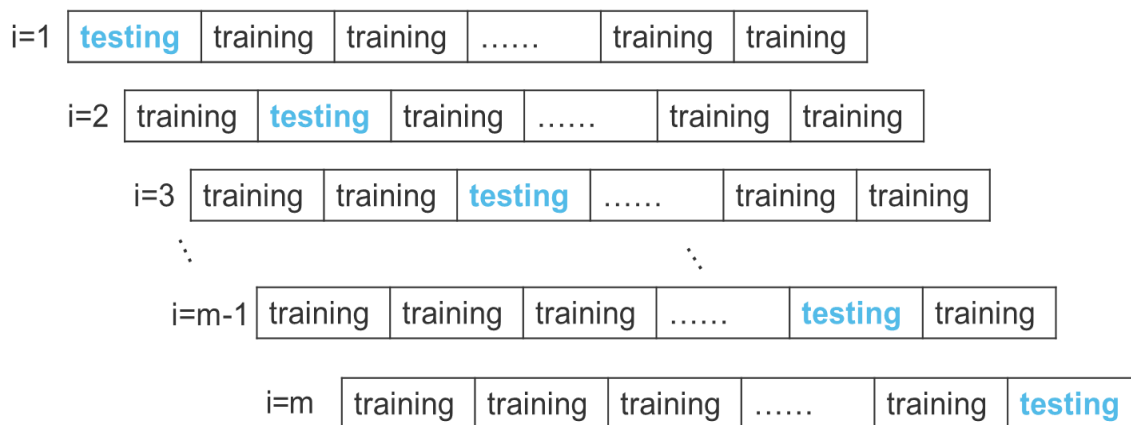 i=1 testing training training …… training training
i=2 training testing training …… training training
i=3 training training testing …… training training
i=m-1 training training training …… testing training
i=m training training training …… training testing